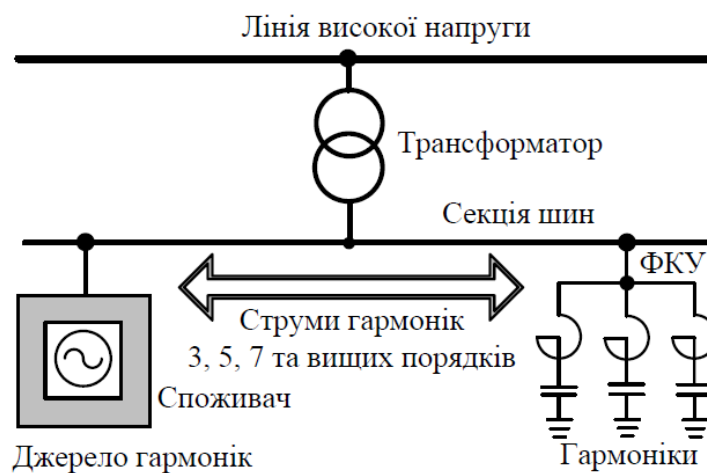 Лінія високої напруги
Трансформатор
Секція шин
ФКУ
Струми гармонік
3, 5, 7 та вищих порядків
Споживач
Джерело гармонік
Гармоніки